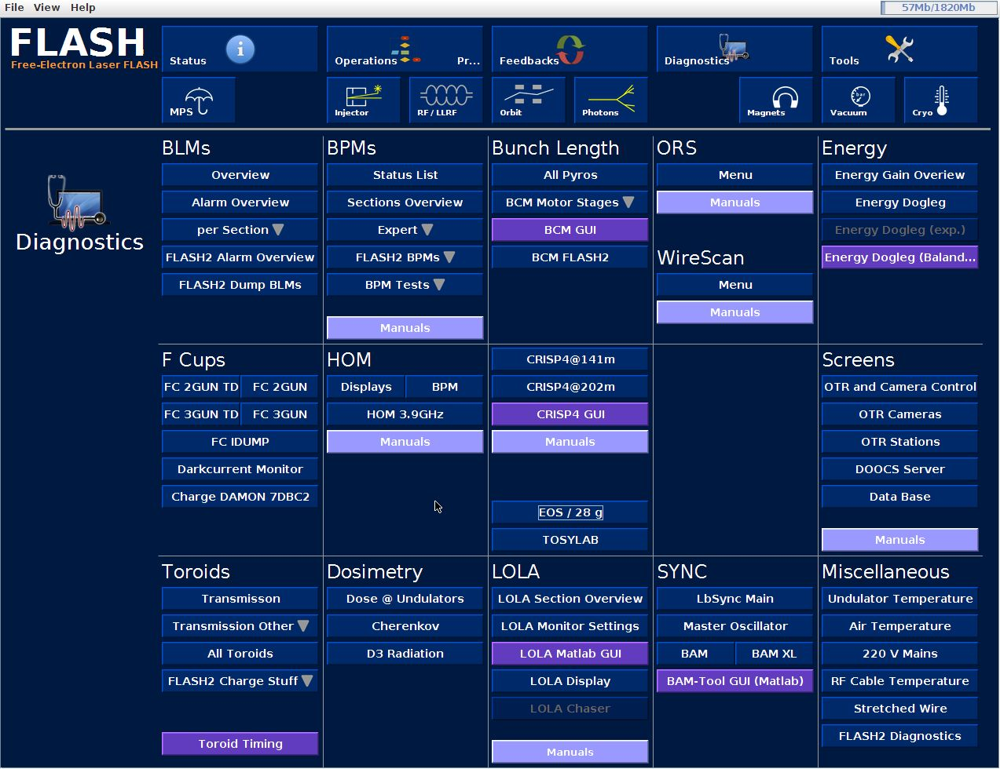 File View Help
57Mb/1820Mb
FLASH
Free-Electron Laser FLASH
Status
Operations
Pr...
Feedbacks
Diagnostics
Tools
MPS
Injector
RF / LLRF
Orbit
Photons
Magnets
bar
Vacuum
Cryo
Diagnostics
BLMs
Overview
Alarm Overview
per Section
FLASH2 Alarm Overview
FLASH2 Dump BLMs
BPMs
Status List
Sections Overview
Expert
FLASH2 BPMs
BPM Tests
Manuals
Bunch Length
All Pyros
BCM Motor Stages
BCM GUI
BCM FLASH2
ORS
Menu
Manuals
WireScan
Menu
Manuals
Energy
Energy Gain Overiew
Energy Dogleg
Energy Dogleg (exp.)
Energy Dogleg (Baland...
F Cups
FC 2GUN TD FC 2GUN
FC 3GUN TD FC 3GUN
FC IDUMP
Darkcurrent Monitor
Charge DAMON 7DBC2
HOM
Displays BPM
HOM 3.9GHz
Manuals
CRISP4@141m
CRISP4@202m
CRISP4 GUI
Manuals
EOS / 28 g
TOSYLAB
Screens
OTR and Camera Control
OTR Cameras
OTR Stations
DOOCS Server
Data Base
Manuals
Toroids
Transmisson
Transmission Other
All Toroids
FLASH2 Charge Stuff
Toroid Timing
Dosimetry
Dose @ Undulators
Cherenkov
D3 Radiation
LOLA
LOLA Section Overview
LOLA Monitor Settings
LOLA Matlab GUI
LOLA Display
LOLA Chaser
Manuals
SYNC
LbSync Main
Master Oscillator
BAM BAM XL
BAM-Tool GUI (Matlab)
Miscellaneous
Undulator Temperature
Air Temperature
220 V Mains
RF Cable Temperature
Stretched Wire
FLASH2 Diagnostics